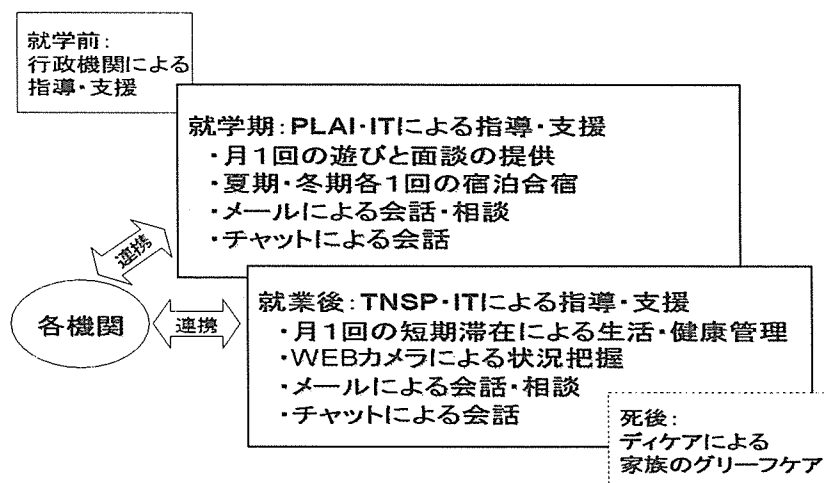 就学前：
行政機関による
指導・支援
就学期：PLAI・ITによる指導・支援
・月１回の遊びと面談の提供
・夏期・冬期各１回の宿泊合宿
・メールによる会話・相談
・チャットによる会話
連携
各機関
連携
就業後：TNSP・ITによる指導・支援
・月１回の短期滞在による生活・健康管理
・WEBカメラによる状況把握
・メールによる会話・相談
・チャットによる会話
死後：
ディケアによる
家族のグリーフケア